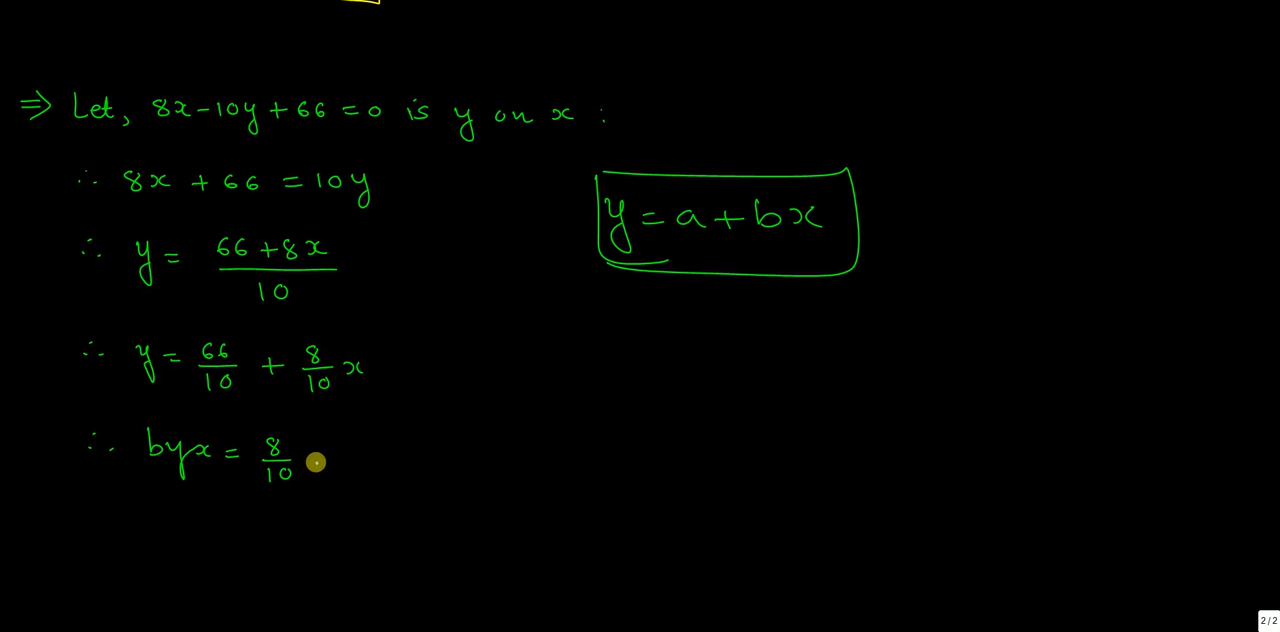 ⇒ Let, 8x - 10y + 66 = 0 is y on x :
∴ 8x + 66 = 10y
y = a + bx
∴ y = (66 + 8x)/10
∴ y = 66/10 + 8/10 x
∴ byx = 8/10
2/2